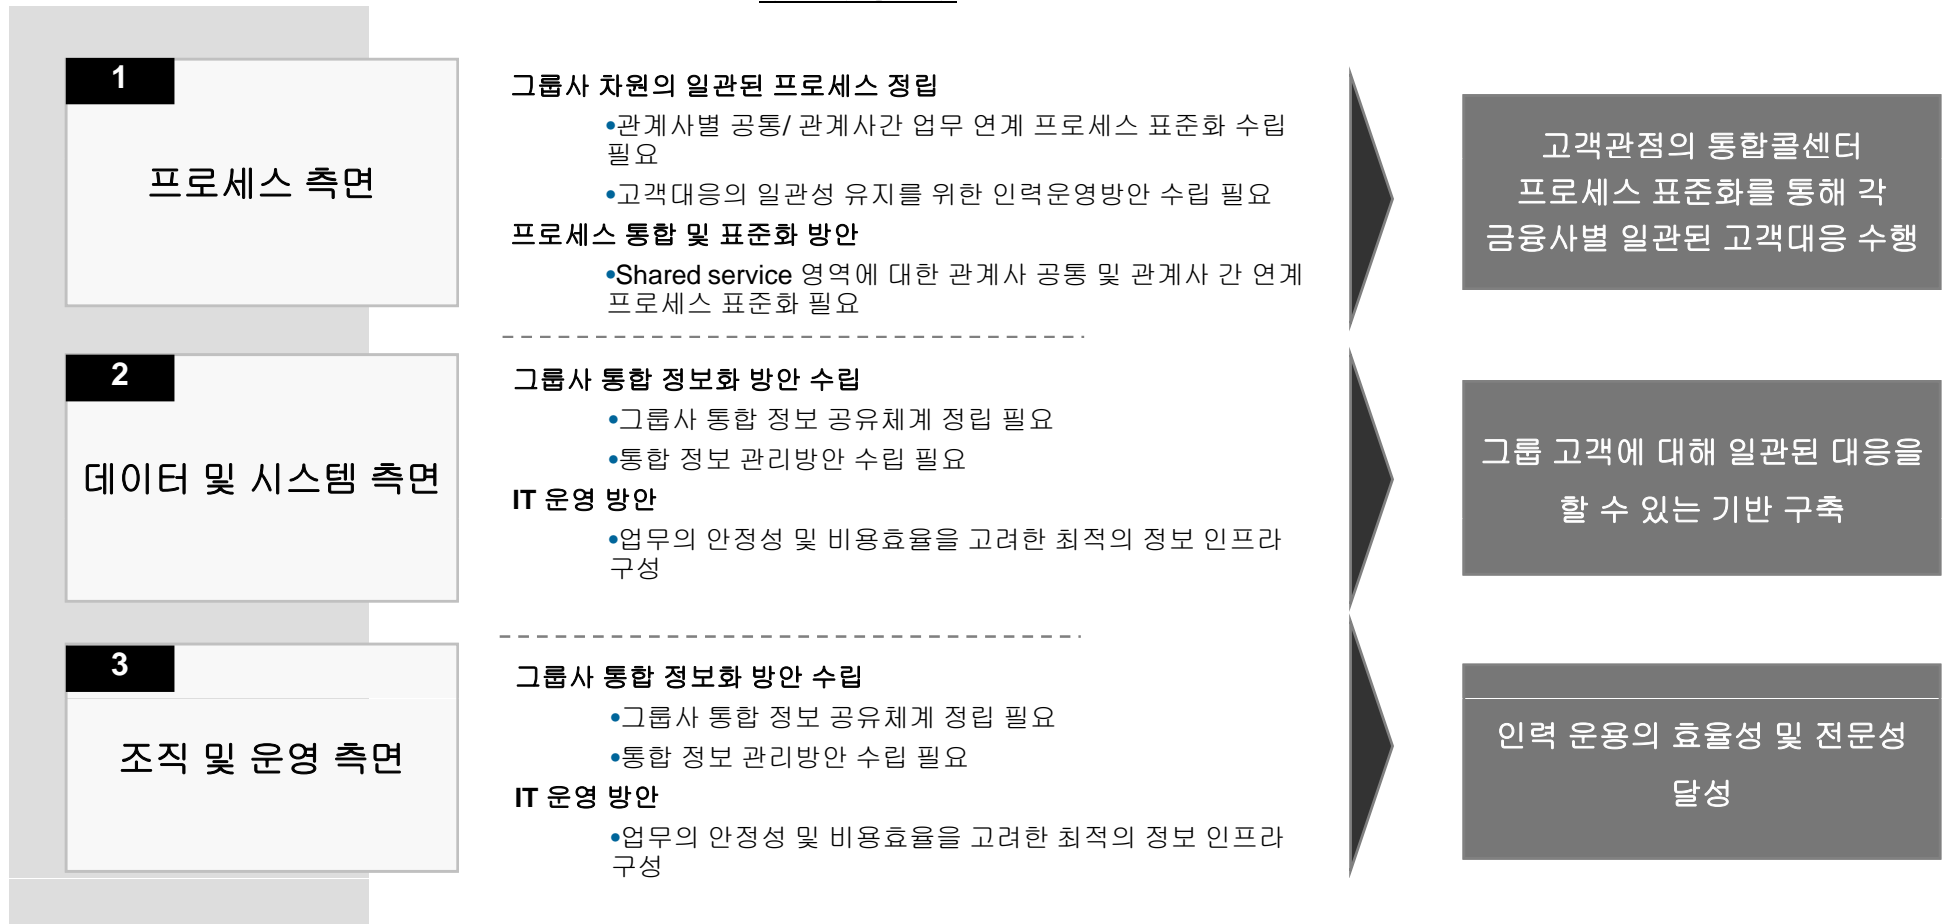 1
프로세스 측면
그룹사 차원의 일관된 프로세스 정립
•관계사별 공통/ 관계사간 업무 연계 프로세스 표준화 수립
필요
•고객대응의 일관성 유지를 위한 인력운영방안 수립 필요
프로세스 통합 및 표준화 방안
•Shared service 영역에 대한 관계사 공통 및 관계사 간 연계
프로세스 표준화 필요
고객관점의 통합콜센터
프로세스 표준화를 통해 각
금융사별 일관된 고객대응 수행
2
데이터 및 시스템 측면
그룹사 통합 정보화 방안 수립
•그룹사 통합 정보 공유체계 정립 필요
•통합 정보 관리방안 수립 필요
IT 운영 방안
•업무의 안정성 및 비용효율을 고려한 최적의 정보 인프라
구성
그룹 고객에 대해 일관된 대응을
할 수 있는 기반 구축
3
조직 및 운영 측면
그룹사 통합 정보화 방안 수립
•그룹사 통합 정보 공유체계 정립 필요
•통합 정보 관리방안 수립 필요
IT 운영 방안
•업무의 안정성 및 비용효율을 고려한 최적의 정보 인프라
구성
인력 운용의 효율성 및 전문성
달성